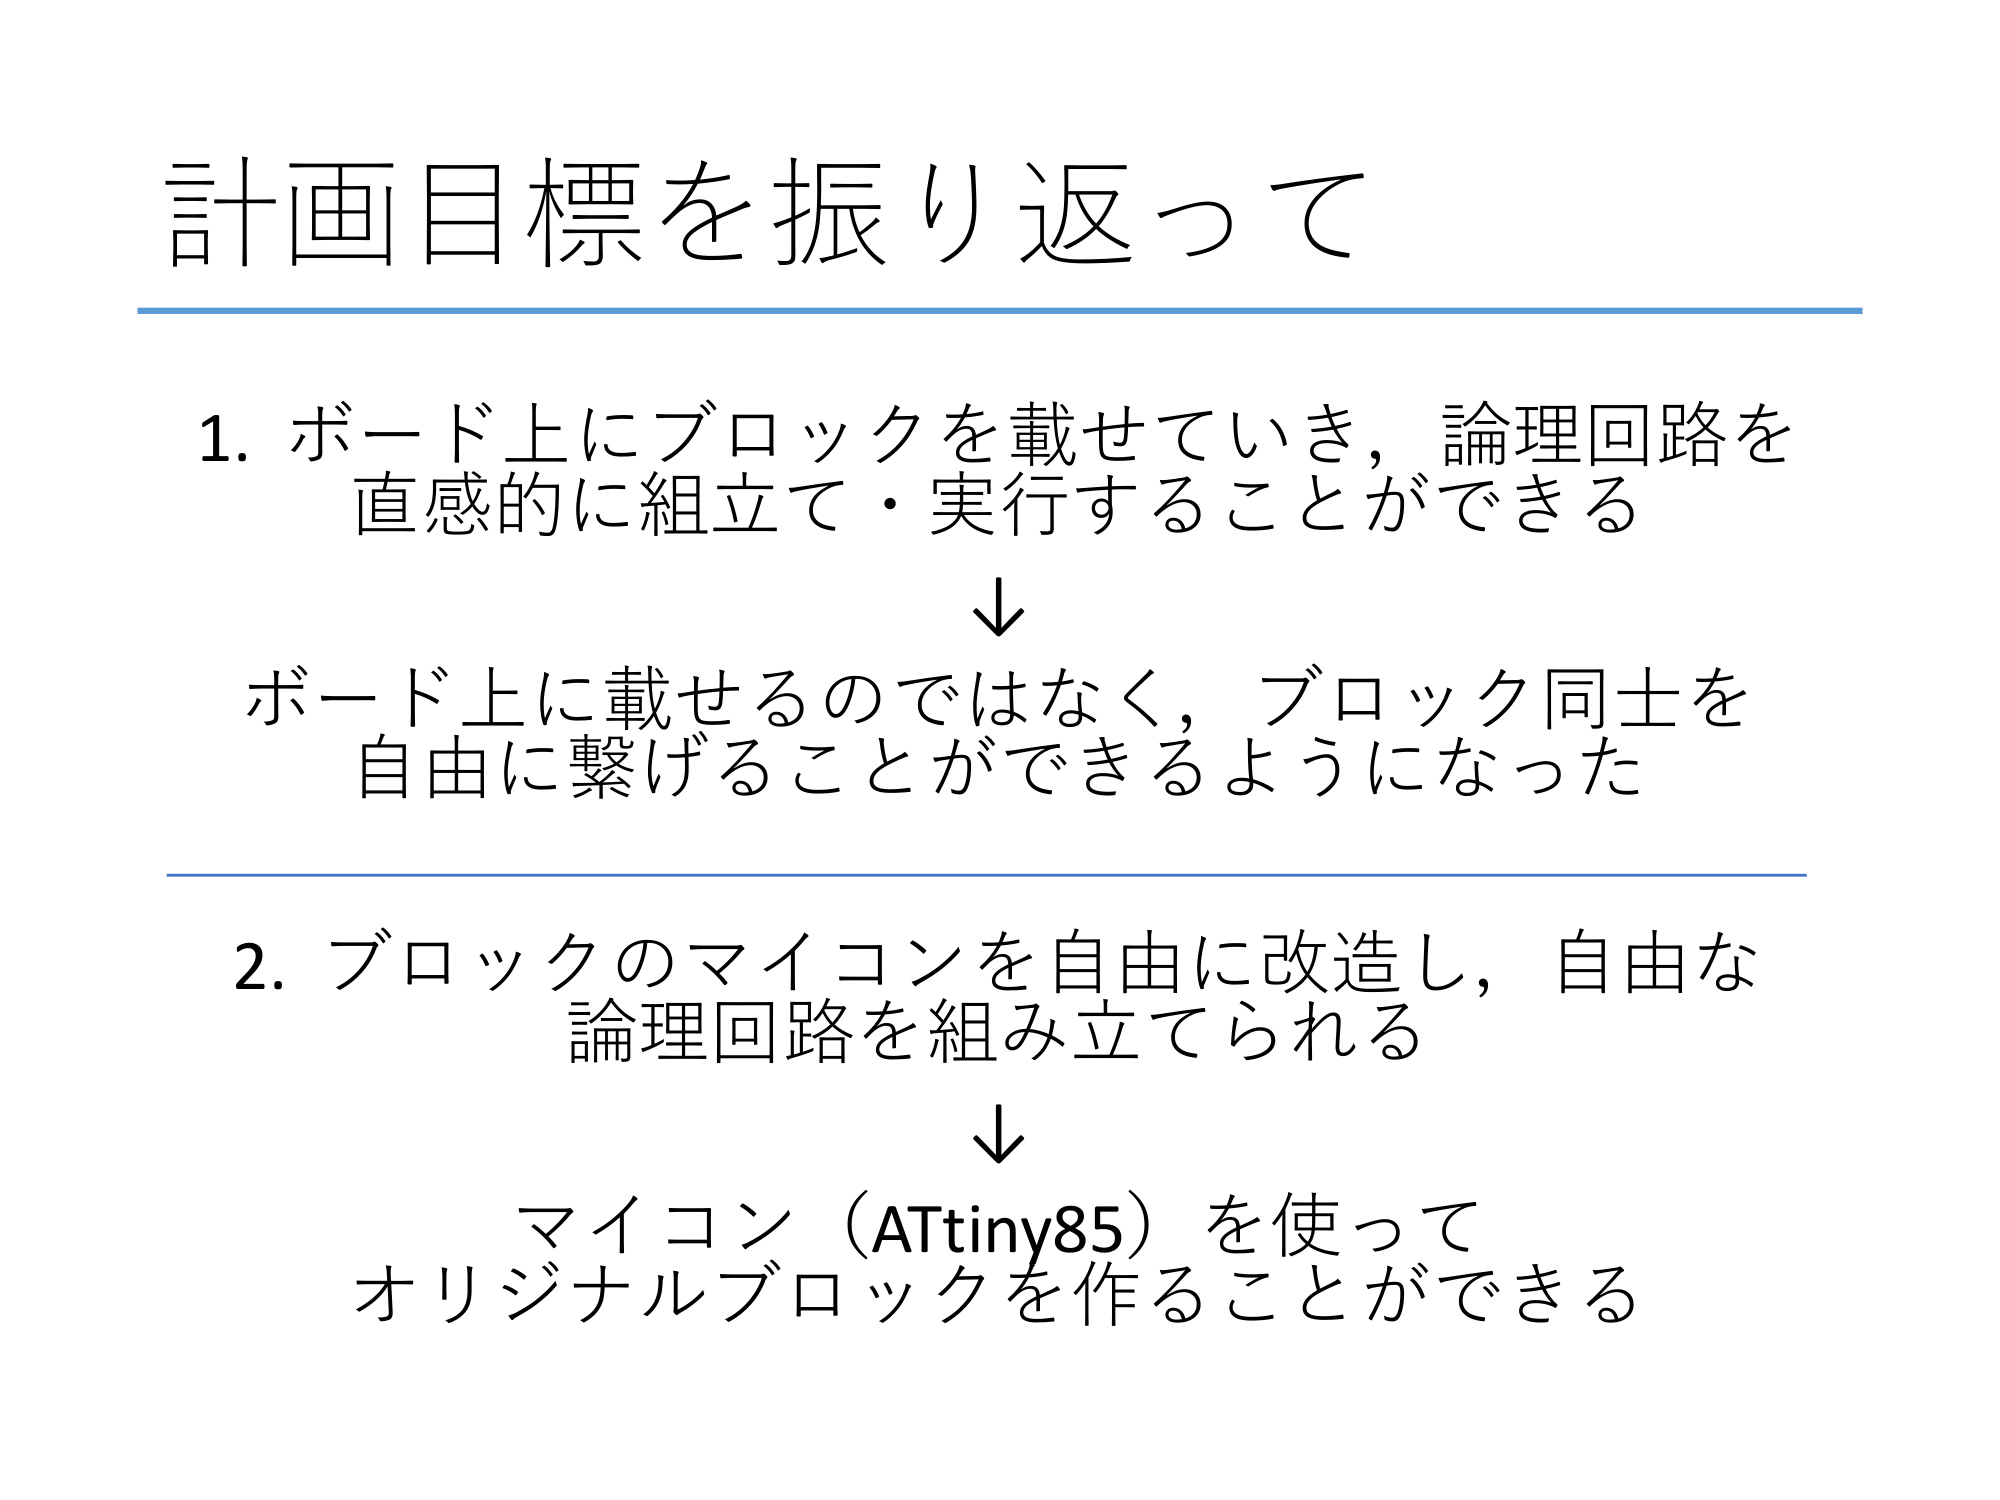 計画目標を振り返って
1. ボード上にブロックを載せていき，論理回路を
直感的に組立て・実行することができる
↓
ボード上に載せるのではなく，ブロック同士を
自由に繋げることができるようになった
2. ブロックのマイコンを自由に改造し，自由な
論理回路を組み立てられる
↓
マイコン（ATtiny85）を使って
オリジナルブロックを作ることができる